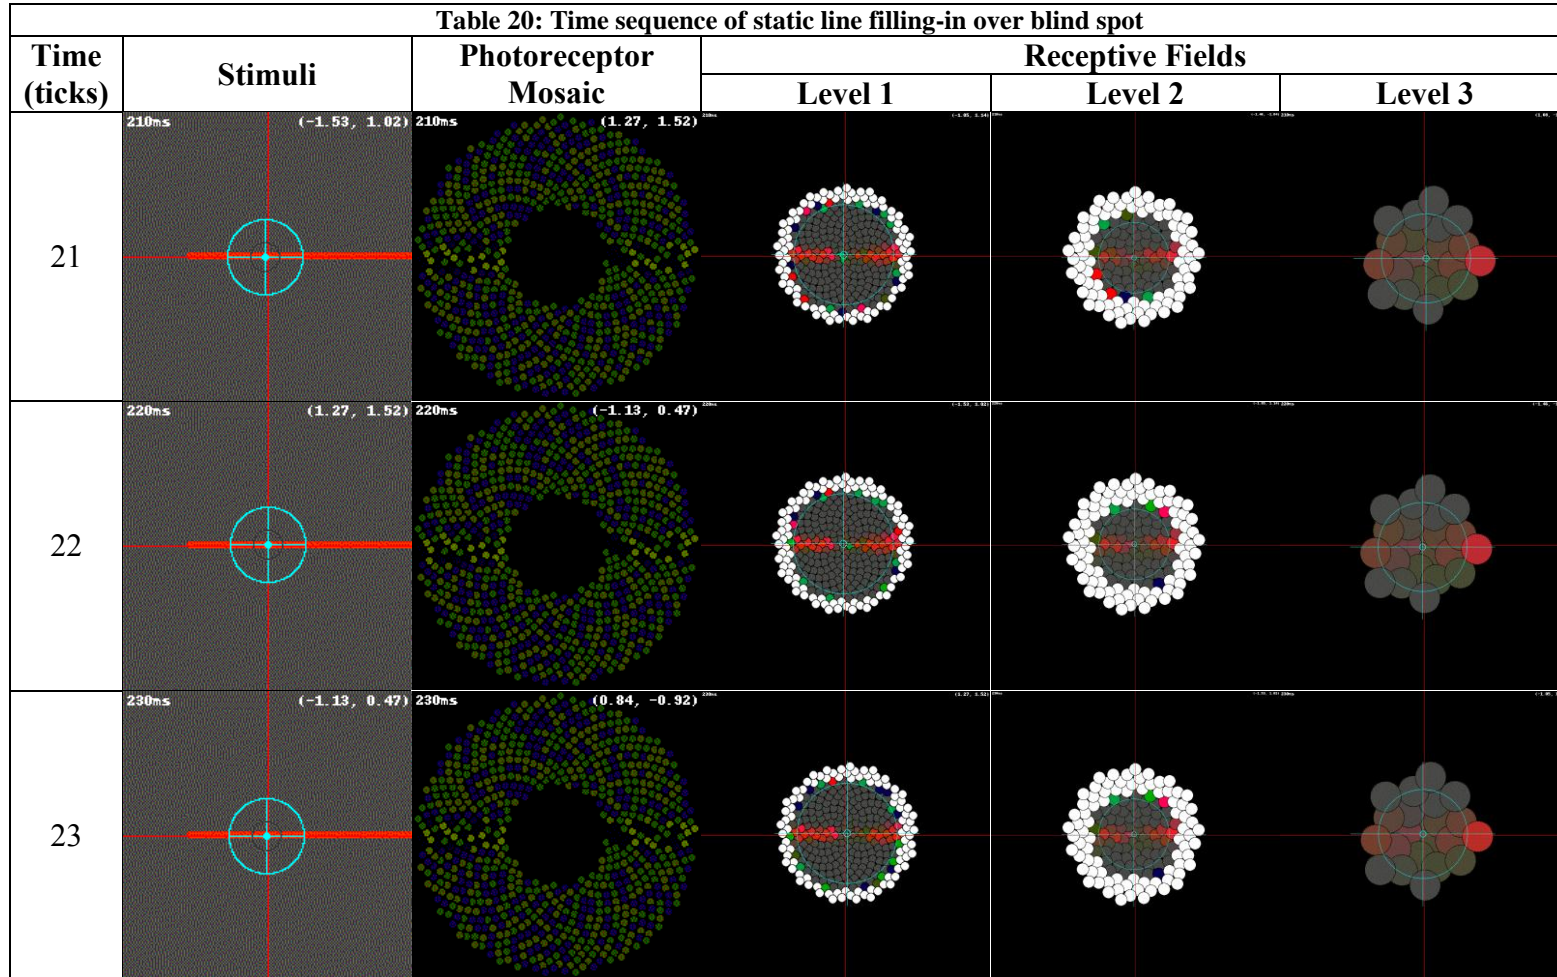 Table 20: Time sequence of static line filling-in over blind spot
Time (ticks)
Stimuli
Photoreceptor Mosaic
Receptive Fields
Level 1
Level 2
Level 3
21
210ms (-1.53, 1.02)
210ms (1.27, 1.52)
22
220ms (1.27, 1.52)
220ms (-1.13, 0.47)
23
230ms (-1.13, 0.47)
230ms (0.84, -0.92)